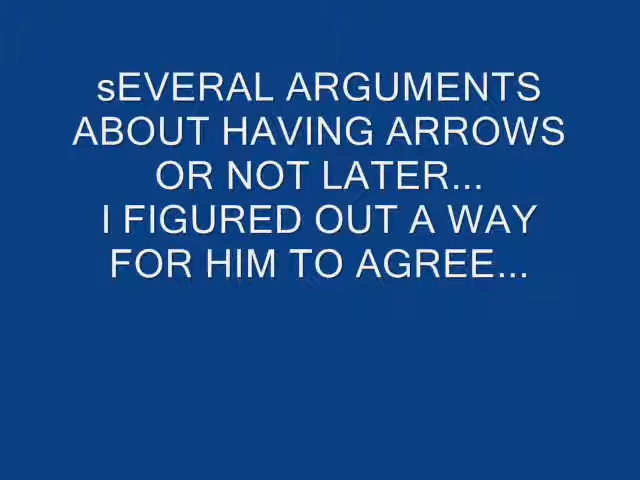 sEVERAL ARGUMENTS
ABOUT HAVING ARROWS
OR NOT LATER...
I FIGURED OUT A WAY
FOR HIM TO AGREE...